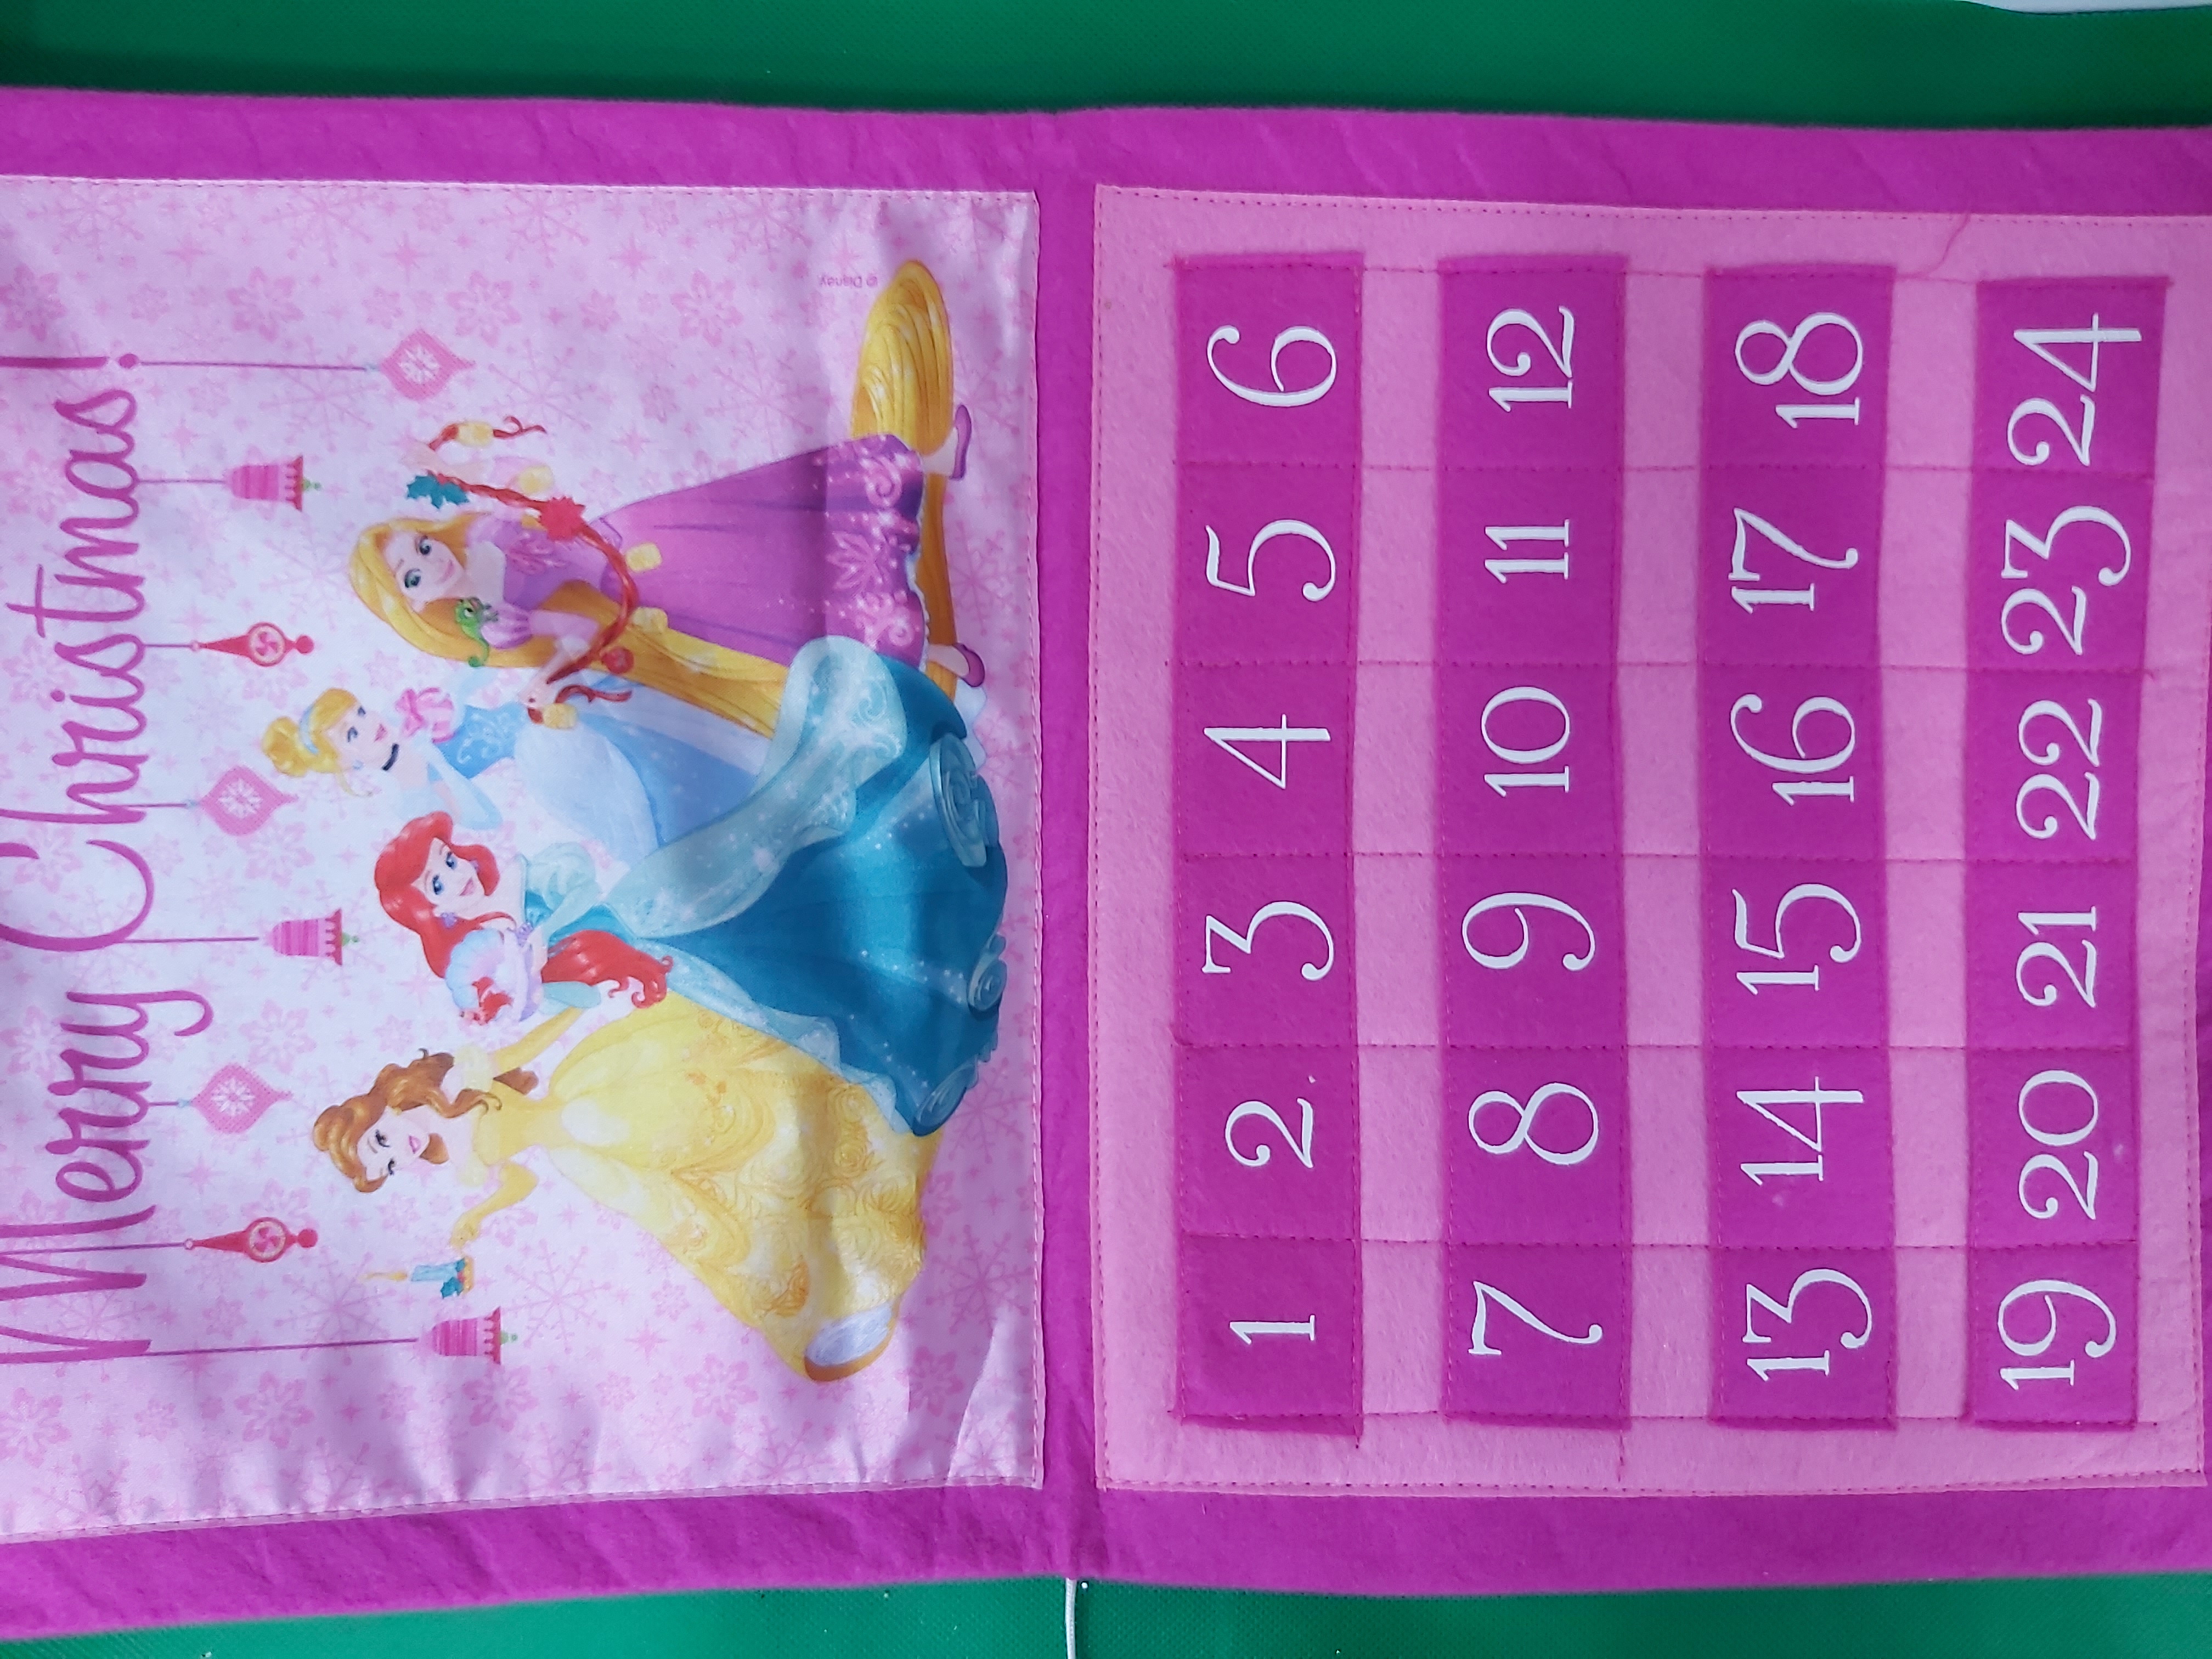 Merry Christmas!
© Disney
1 2 3 4 5 6
7 8 9 10 11 12
13 14 15 16 17 18
19 20 21 22 23 24